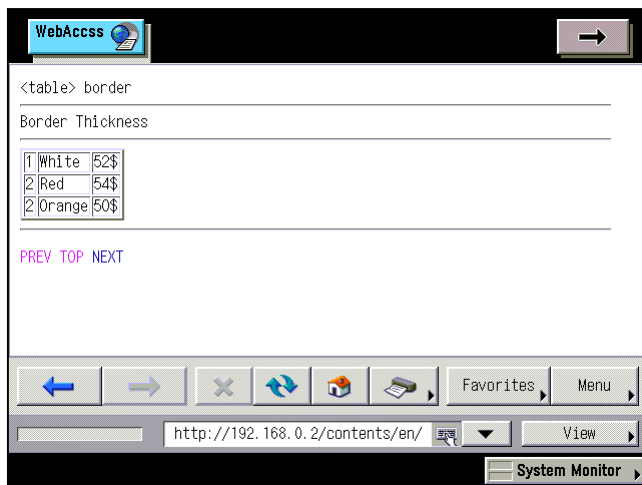 WebAccss
<table> border
Border Thickness
1 White 52$
2 Red 54$
2 Orange 50$
PREV TOP NEXT
Favorites Menu
http://192.168.0.2/contents/en/ View
System Monitor